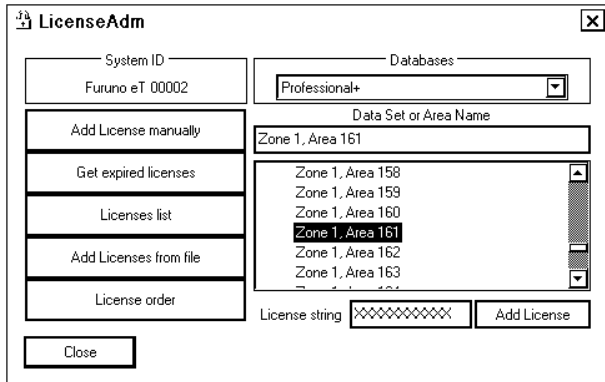 LicenseAdm
System ID
Furuno eT 00002
Databases
Professional+
Add License manually
Get expired licenses
Licenses list
Add Licenses from file
License order
Data Set or Area Name
Zone 1, Area 161
Zone 1, Area 158
Zone 1, Area 159
Zone 1, Area 160
Zone 1, Area 161
Zone 1, Area 162
Zone 1, Area 163
License string XXXXXXXXXX Add License
Close